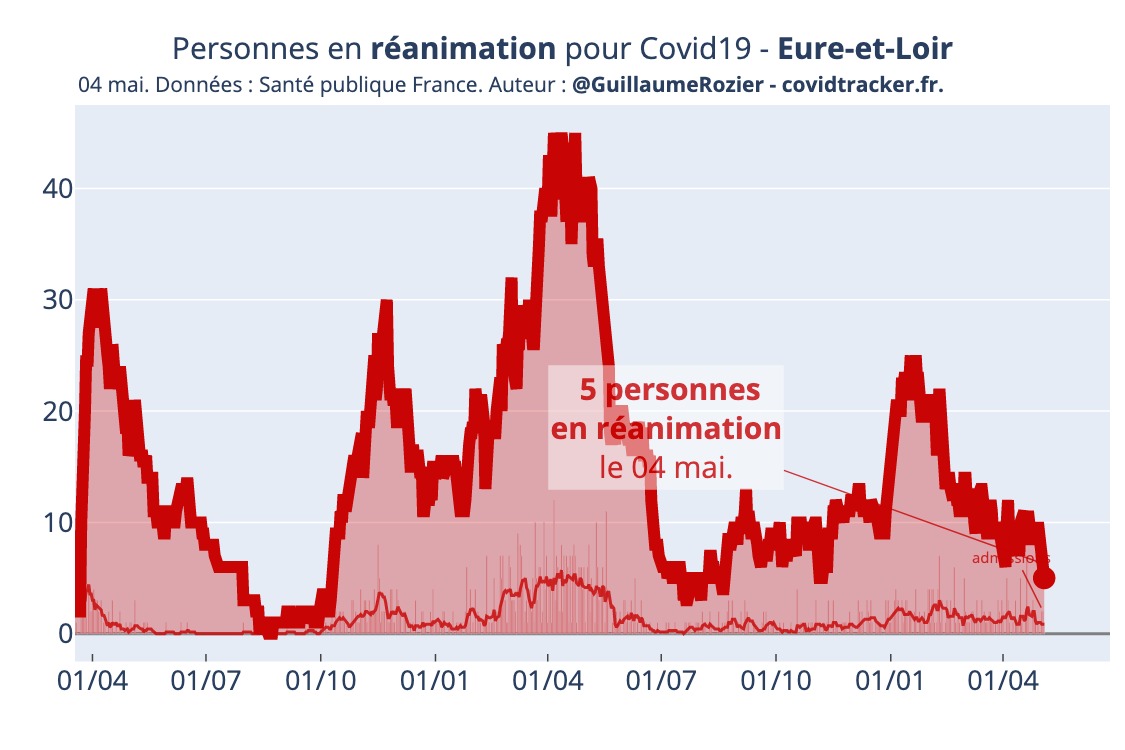 Personnes en réanimation pour Covid19 - Eure-et-Loir
04 mai. Données : Santé publique France. Auteur : @GuillaumeRozier - covidtracker.fr.
40
30
20
10
0
5 personnes
en réanimation
le 04 mai.
admissions
01/04 01/07 01/10 01/01 01/04 01/07 01/10 01/01 01/04